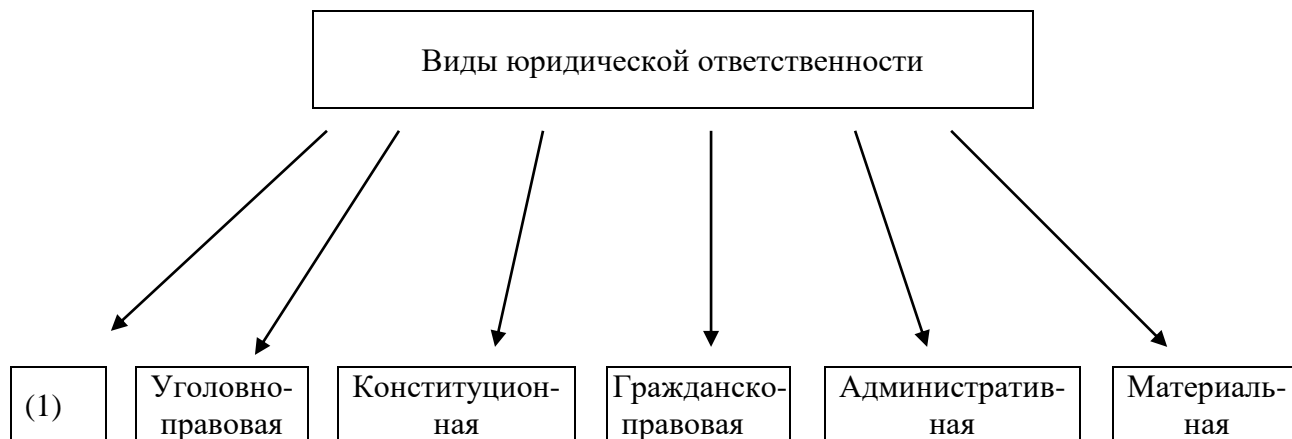 Виды юридической ответственности
(1)
Уголовно-
правовая
Конституцион-
ная
Гражданско-
правовая
Административ-
ная
Материаль-
ная